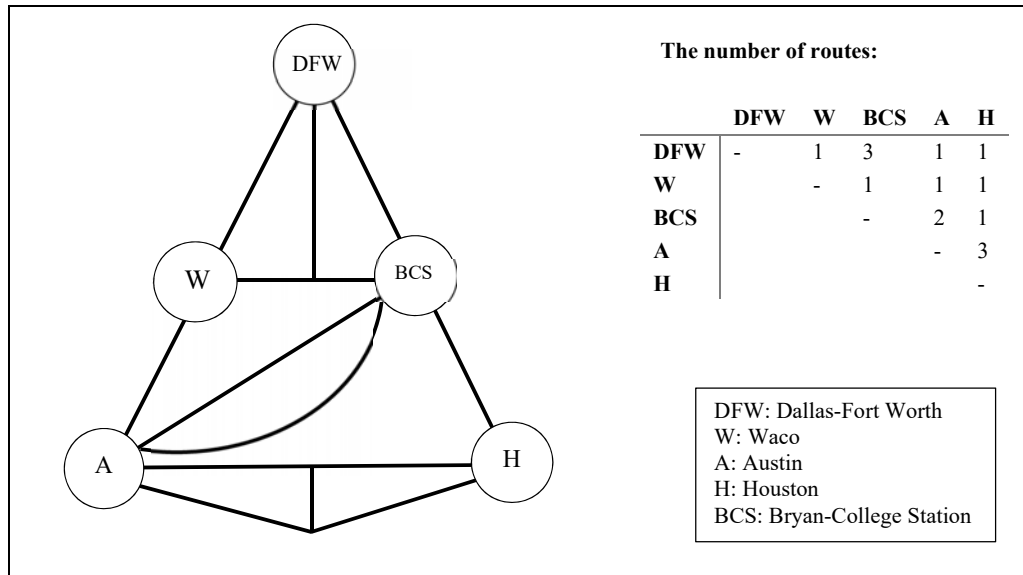 DFW
W
BCS
A
H
The number of routes:
DFW W BCS A H
DFW - 1 3 1 1
W - 1 1 1
BCS - 2 1
A - 3
H -
DFW: Dallas-Fort Worth
W: Waco
A: Austin
H: Houston
BCS: Bryan-College Station